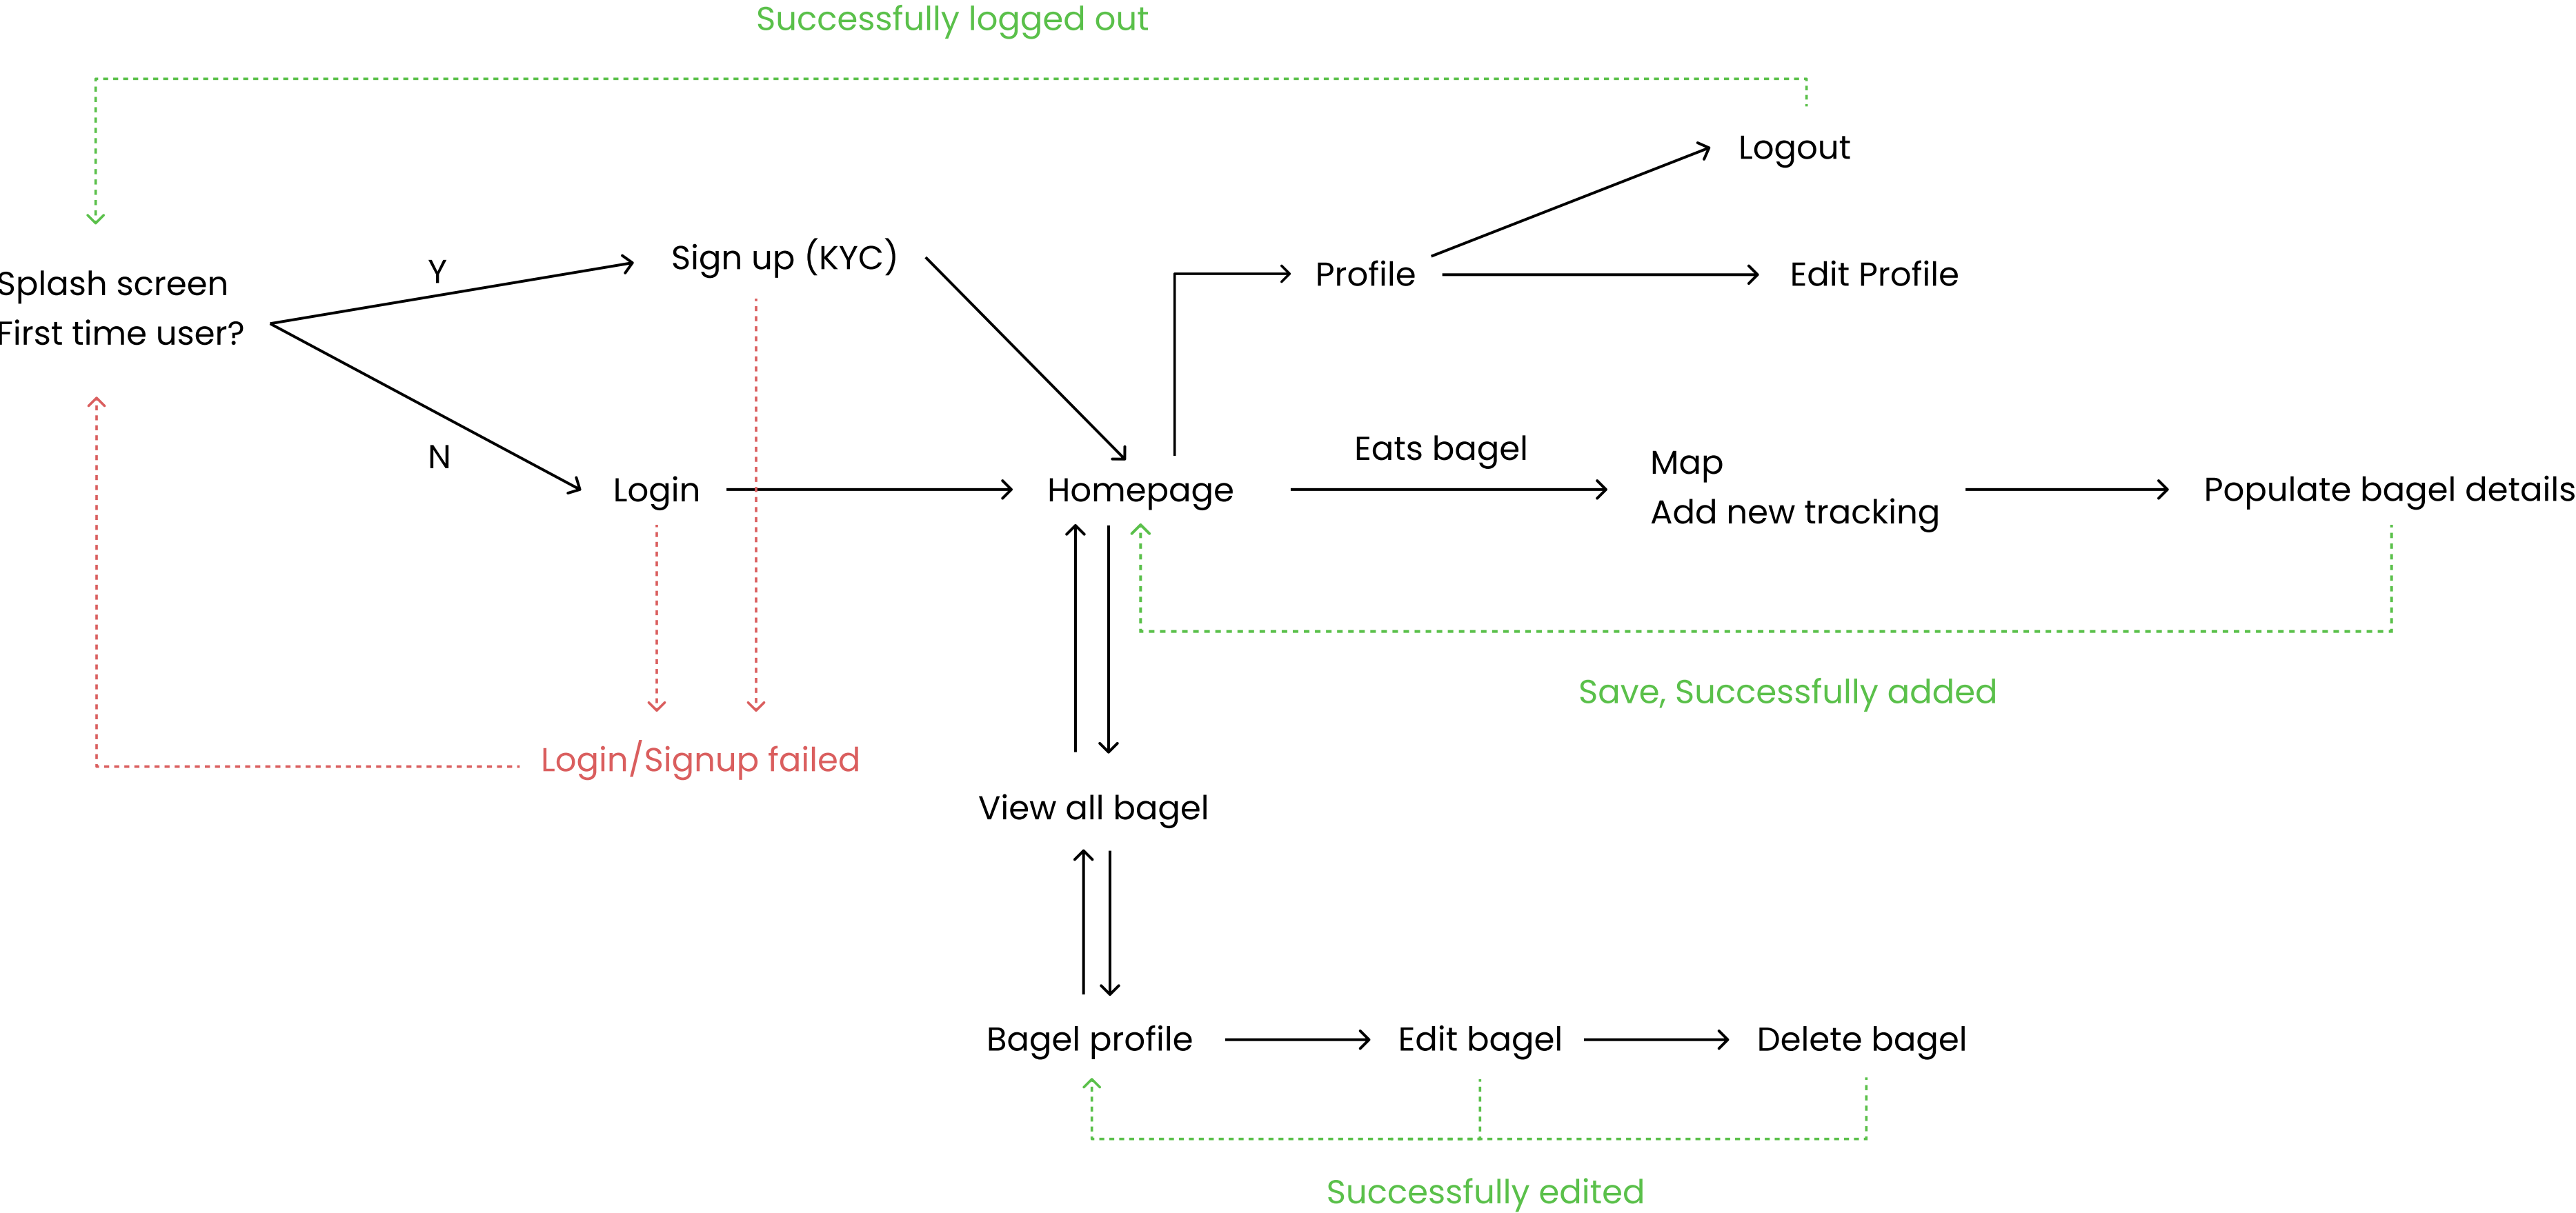 Successfully logged out
Logout
Y
Sign up (KYC)
Splash screen
First time user?
Profile
Edit Profile
N
Eats bagel
Login
Homepage
Map
Add new tracking
Populate bagel details
Save, Successfully added
Login/Signup failed
View all bagel
Bagel profile
Edit bagel
Delete bagel
Successfully edited